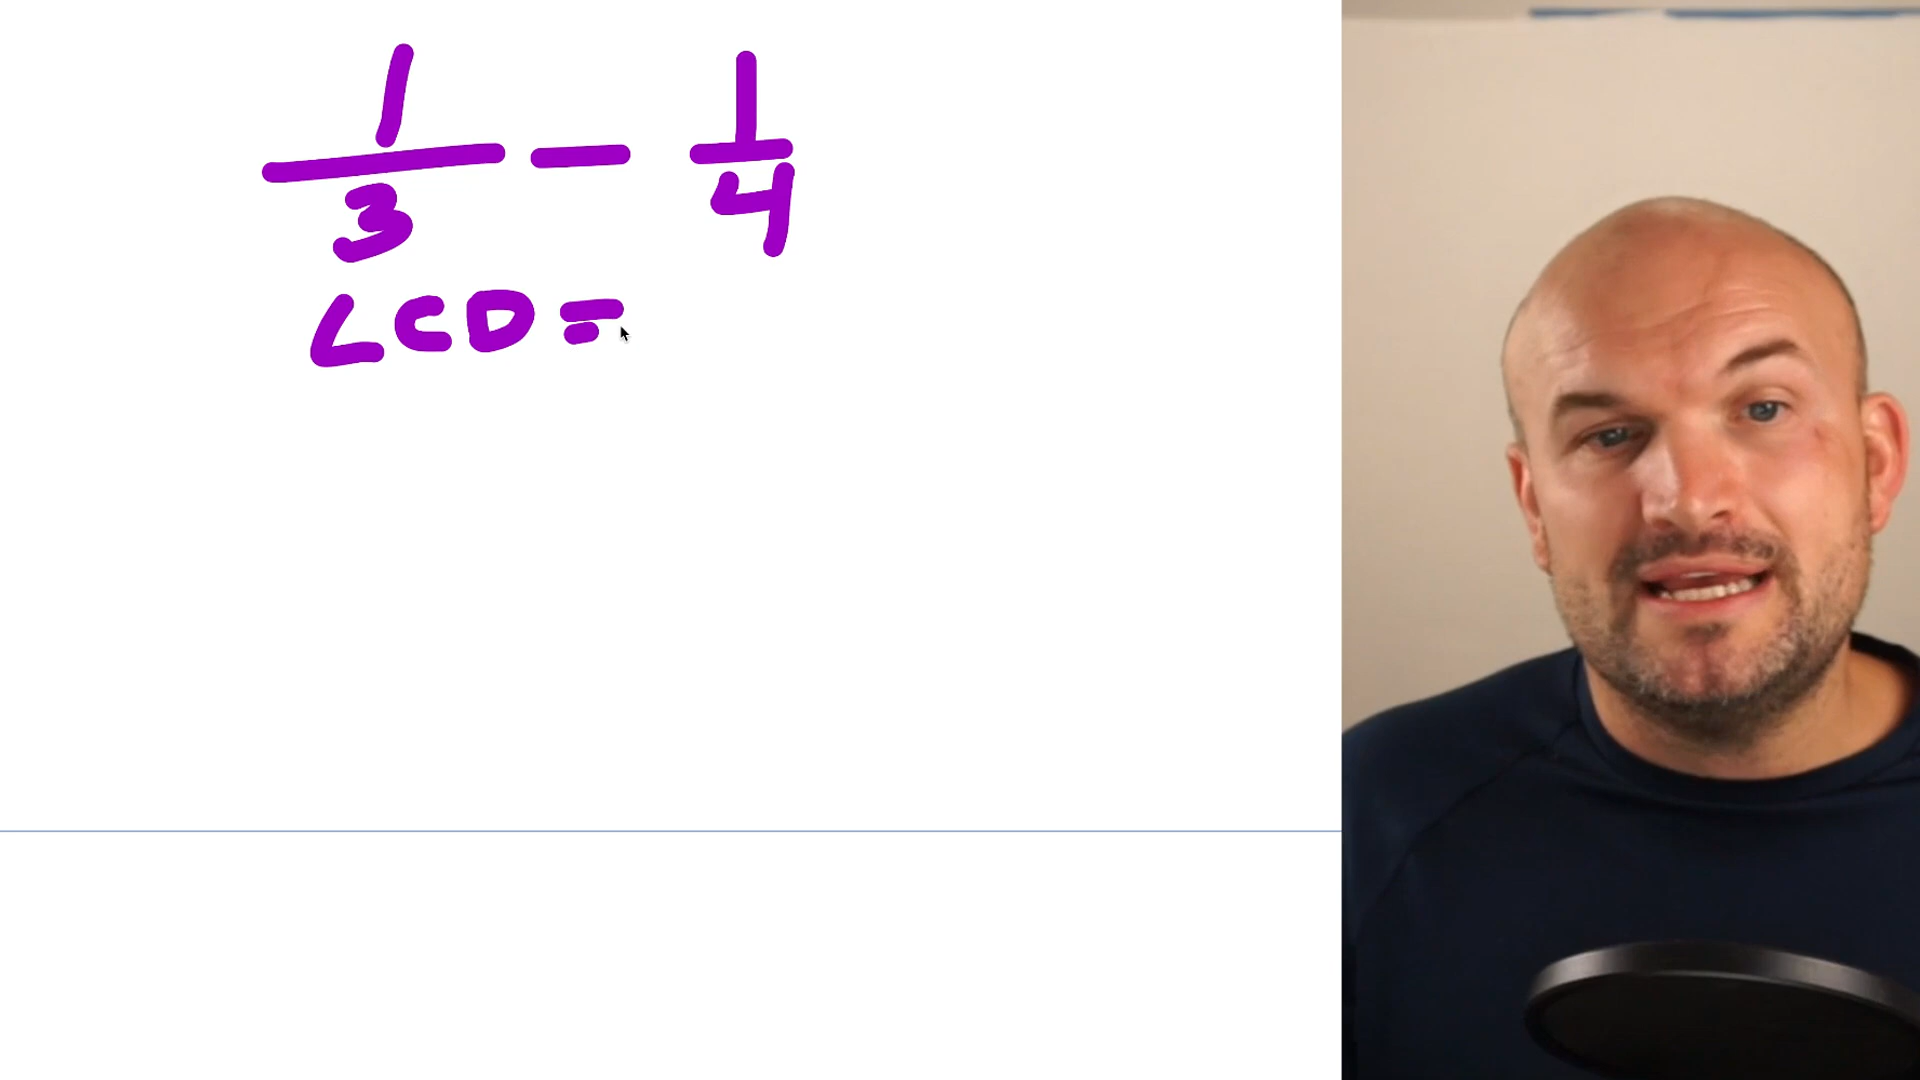 1/3 - 1/4
LCD =